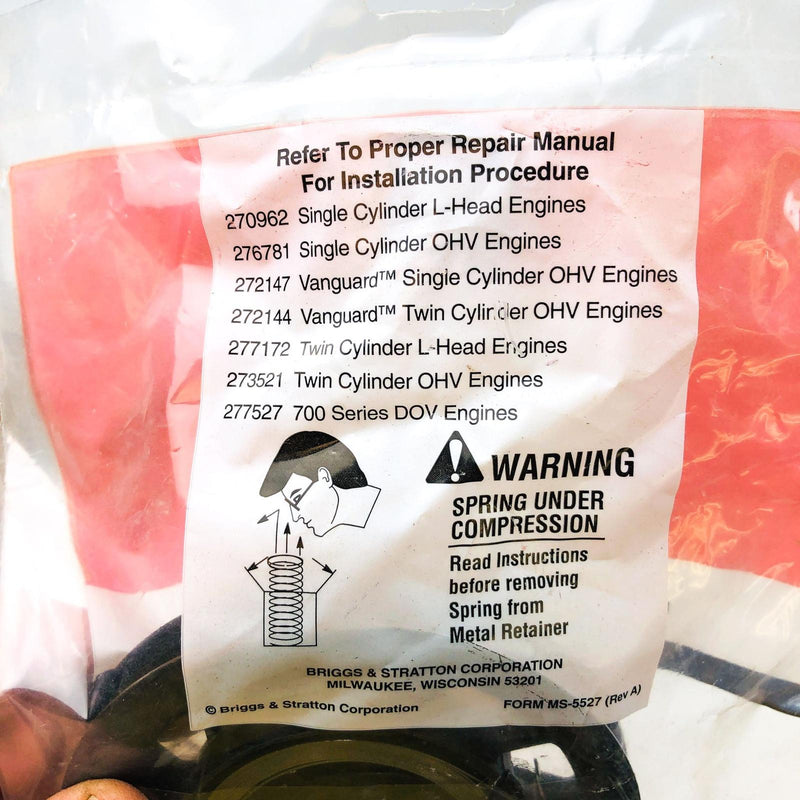 Refer To Proper Repair Manual
For Installation Procedure
270962 Single Cylinder L-Head Engines
276781 Single Cylinder OHV Engines
272147 Vanguard™ Single Cylinder OHV Engines
272144 Vanguard™ Twin Cylinder OHV Engines
277172 Twin Cylinder L-Head Engines
273521 Twin Cylinder OHV Engines
277527 700 Series DOV Engines
WARNING
SPRING UNDER
COMPRESSION
Read Instructions
before removing
Spring from
Metal Retainer
BRIGGS & STRATTON CORPORATION
MILWAUKEE, WISCONSIN 53201
© Briggs & Stratton Corporation
FORM MS-5527 (Rev A)